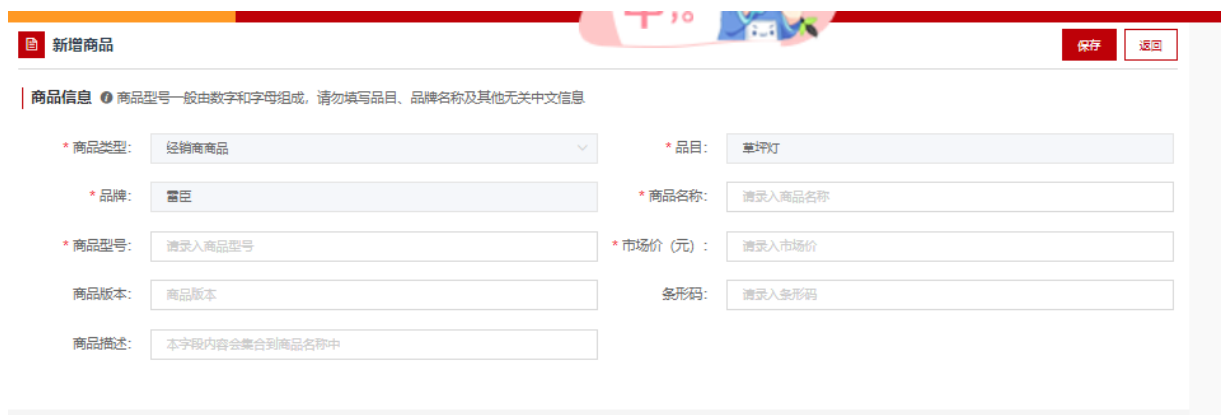 新增商品
保存 返回
商品信息 商品型号一般由数字和字母组成，请勿填写品目、品牌名称及其他无关中文信息
* 商品类型： 经销商商品 * 品目： 草坪灯
* 品牌： 雷臣 * 商品名称： 请录入商品名称
* 商品型号： 请录入商品型号 * 市场价（元）： 请录入市场价
商品版本： 商品版本 条形码： 请录入条形码
商品描述： 本字段内容会集合到商品名称中